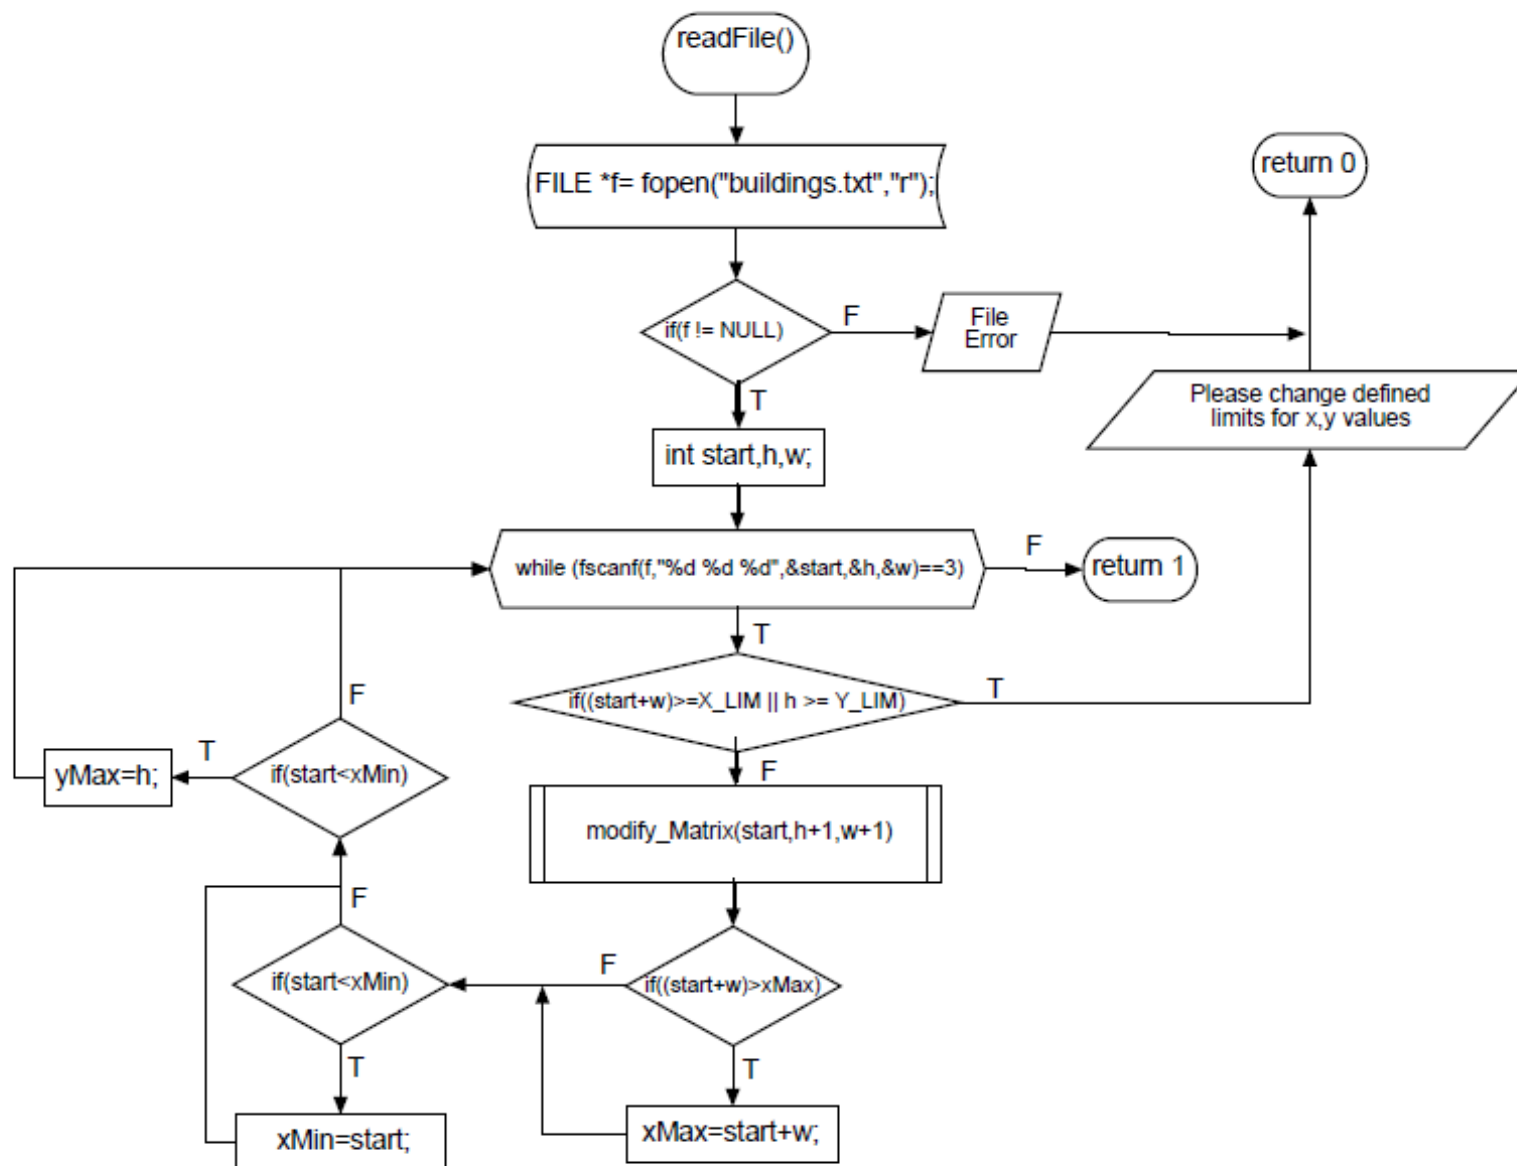 readFile()
FILE *f= fopen("buildings.txt","r");
return 0
if(f != NULL)
F
File
Error
T
Please change defined
limits for x,y values
int start,h,w;
while (fscanf(f,"%d %d %d",&start,&h,&w)==3)
F
return 1
T
if((start+w)>=X_LIM || h >= Y_LIM)
T
F
F
T
yMax=h;
if(start<xMin)
modify_Matrix(start,h+1,w+1)
F
if(start<xMin)
F
if((start+w)>xMax)
T
T
xMin=start;
xMax=start+w;